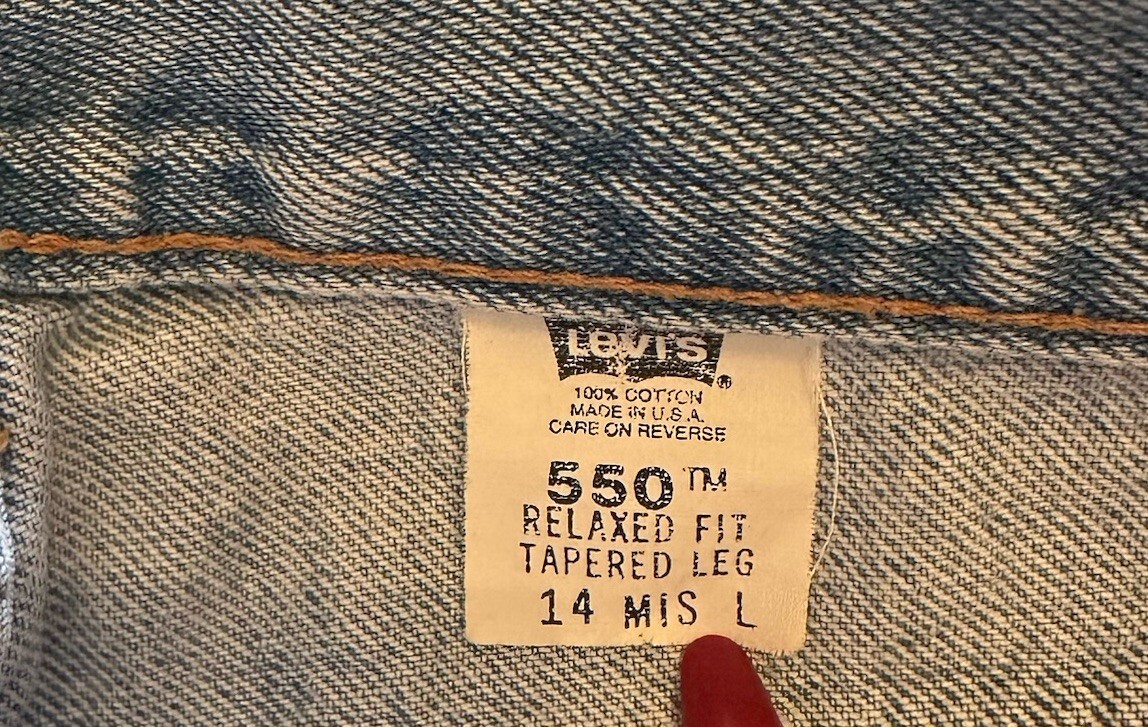 Levi's ®
100% COTTON
MADE IN U.S.A.
CARE ON REVERSE
550™
RELAXED FIT
TAPERED LEG
14 MIS L